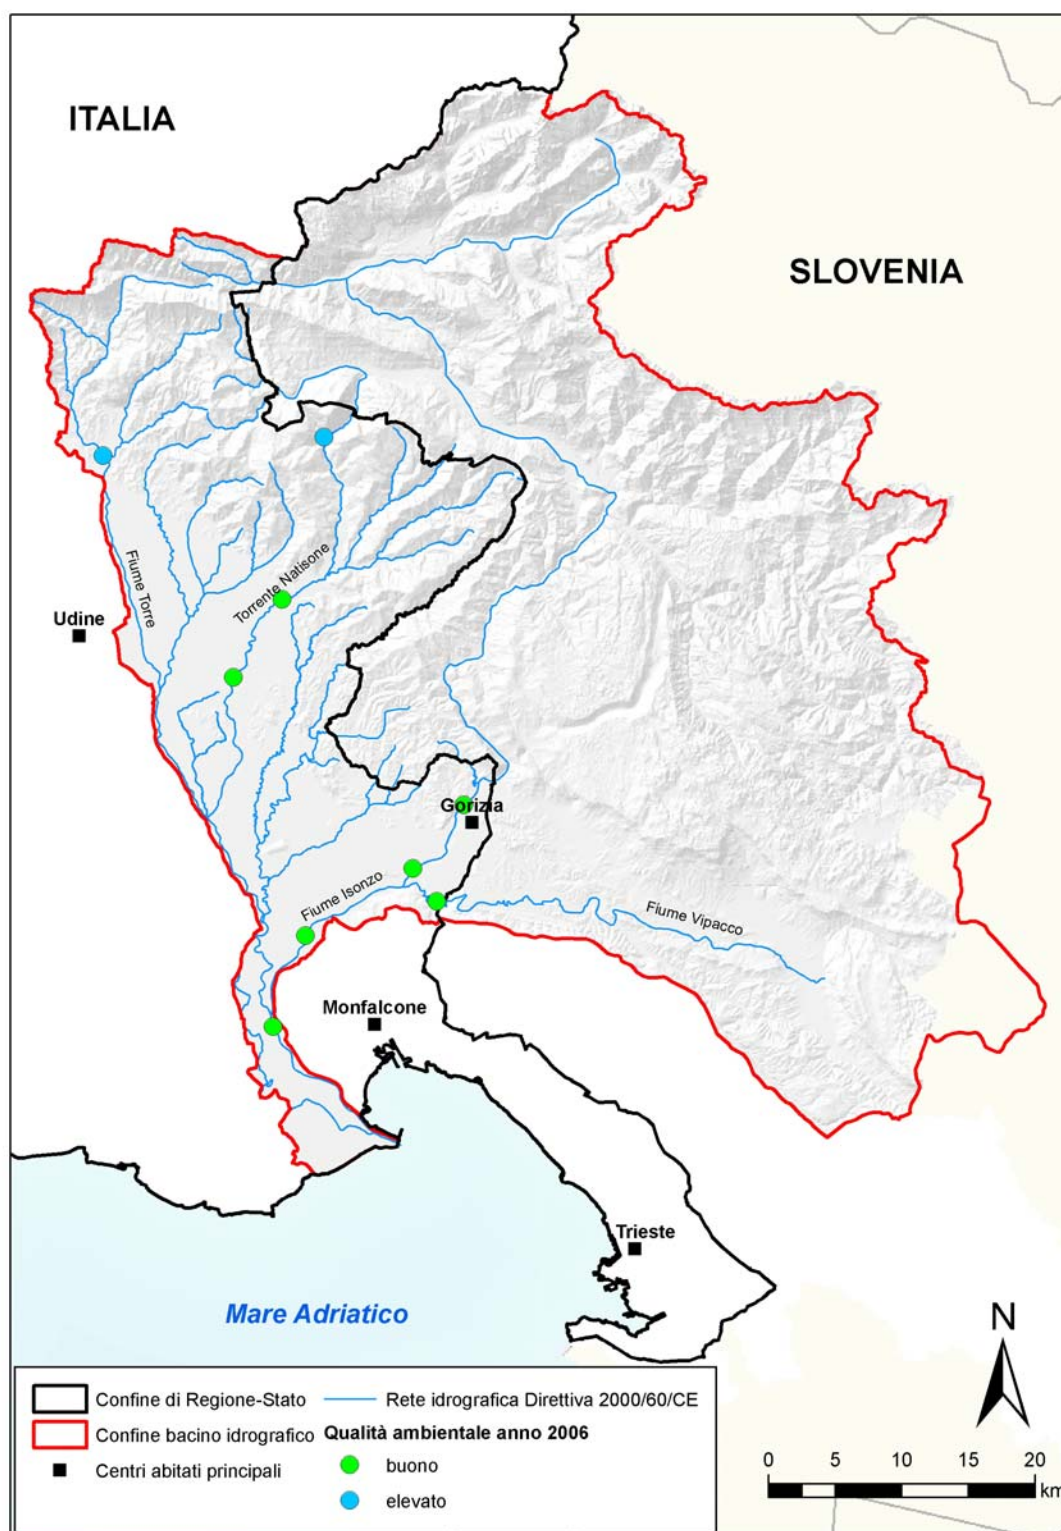 ITALIA
SLOVENIA
Fiume Torre
Torrente Natisone
Udine
Gorizia
Fiume Isonzo
Fiume Vipacco
Monfalcone
Trieste
Mare Adriatico
N
Confine di Regione-Stato
Rete idrografica Direttiva 2000/60/CE
Confine bacino idrografico
Qualità ambientale anno 2006
Centri abitati principali
buono
elevato
0 5 10 15 20
km